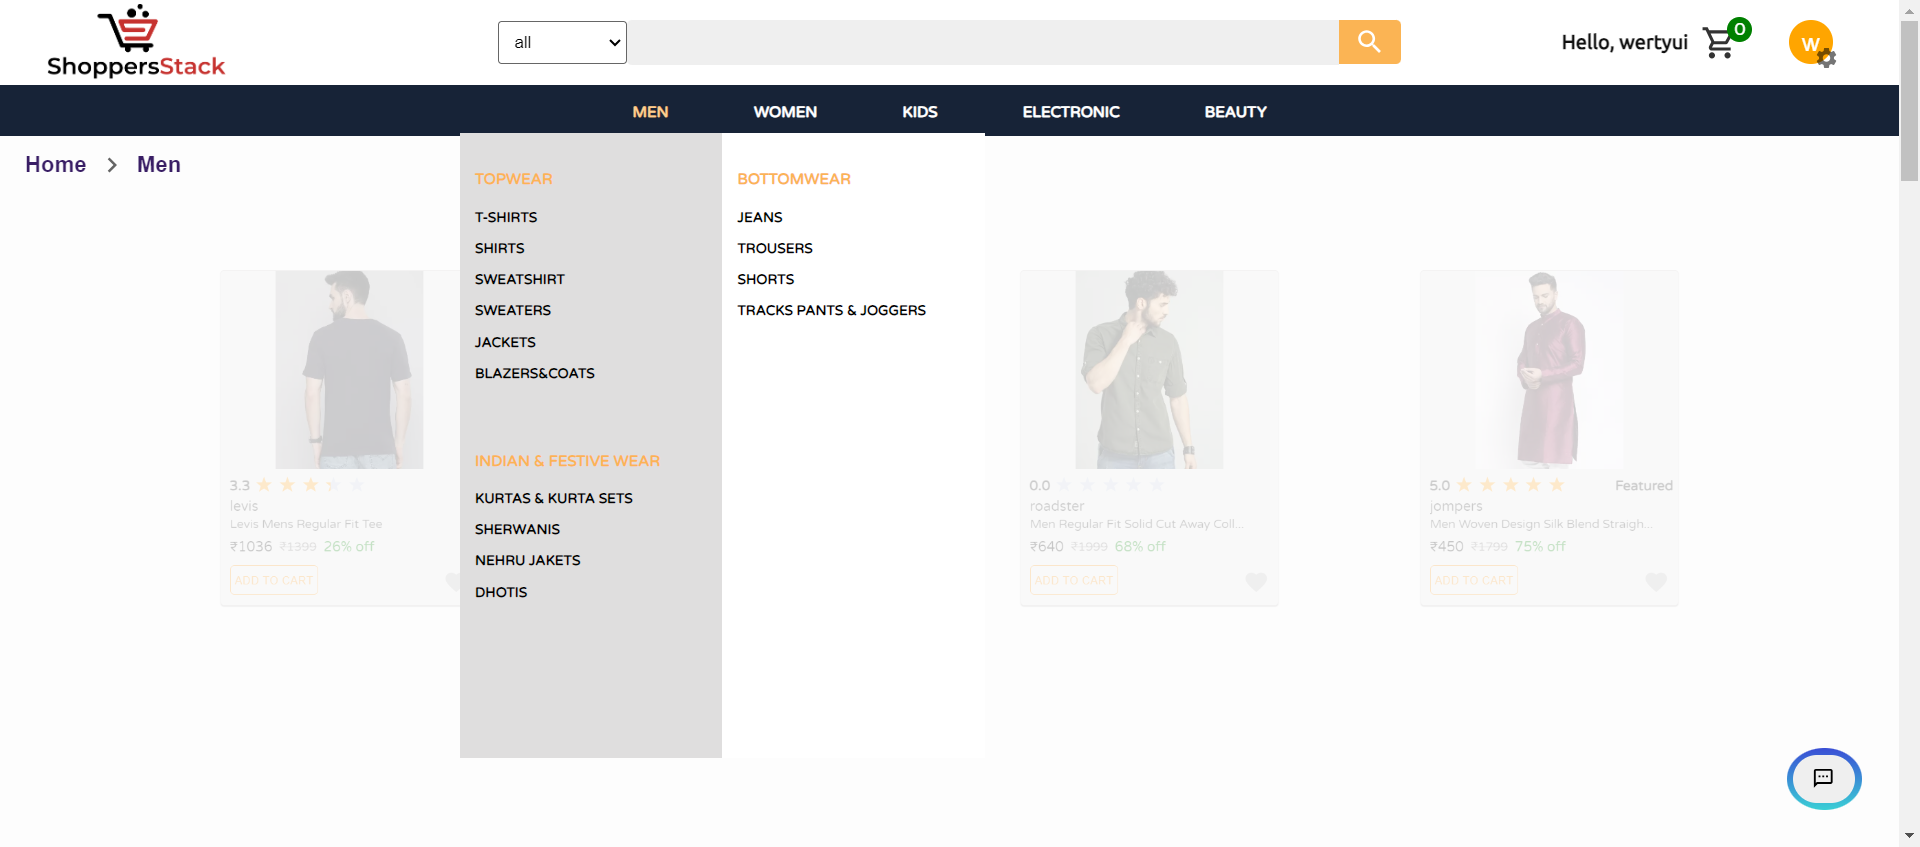 ShoppersStack
all
Hello, wertyui
0
W
MEN WOMEN KIDS ELECTRONIC BEAUTY
Home > Men
TOPWEAR
T-SHIRTS
SHIRTS
SWEATSHIRT
SWEATERS
JACKETS
BLAZERS&COATS
INDIAN & FESTIVE WEAR
KURTAS & KURTA SETS
SHERWANIS
NEHRU JAKETS
DHOTIS
BOTTOMWEAR
JEANS
TROUSERS
SHORTS
TRACKS PANTS & JOGGERS
3.3
levis
Levis Mens Regular Fit Tee
₹1036 ₹1399 26% off
ADD TO CART
0.0
roadster
Men Regular Fit Solid Cut Away Coll...
₹640 ₹1999 68% off
ADD TO CART
5.0 Featured
jompers
Men Woven Design Silk Blend Straigh...
₹450 ₹1799 75% off
ADD TO CART